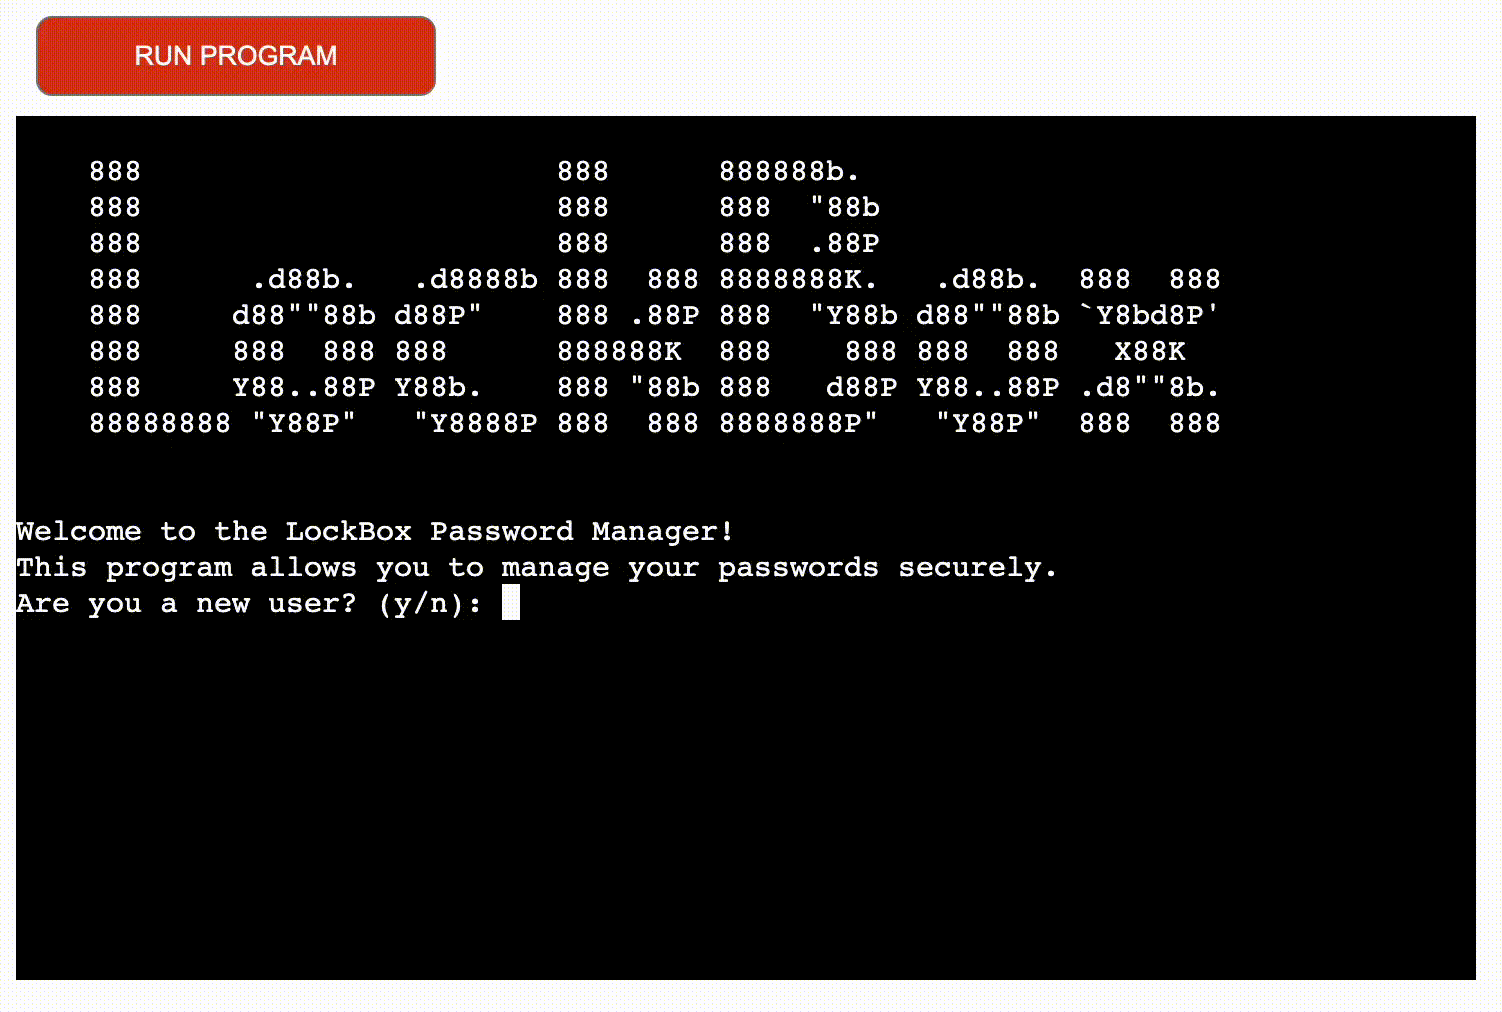 RUN PROGRAM
    888                       888      888888b.
    888                       888      888  "88b
    888                       888      888  .88P
    888      .d88b.   .d8888b 888  888 8888888K.   .d88b.  888  888
    888     d88""88b d88P"    888 .88P 888  "Y88b d88""88b `Y8bd8P'
    888     888  888 888      888888K  888    888 888  888   X88K
    888     Y88..88P Y88b.    888 "88b 888   d88P Y88..88P .d8""8b.
    88888888 "Y88P"   "Y8888P 888  888 8888888P"   "Y88P"  888  888
Welcome to the LockBox Password Manager!
This program allows you to manage your passwords securely.
Are you a new user? (y/n):